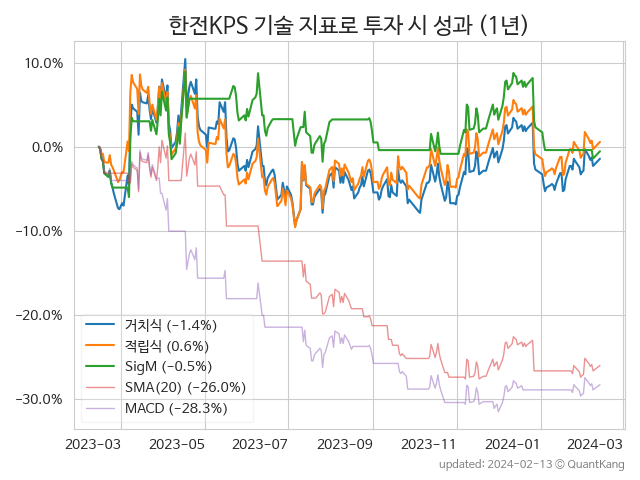 한전KPS 기술 지표로 투자 시 성과 (1년)
10.0%
0.0%
−10.0%
−20.0%
−30.0%
거치식 (−1.4%)
적립식 (0.6%)
SigM (−0.5%)
SMA(20) (−26.0%)
MACD (−28.3%)
2023-03 2023-05 2023-07 2023-09 2023-11 2024-01 2024-03
updated: 2024-02-13 © QuantKang